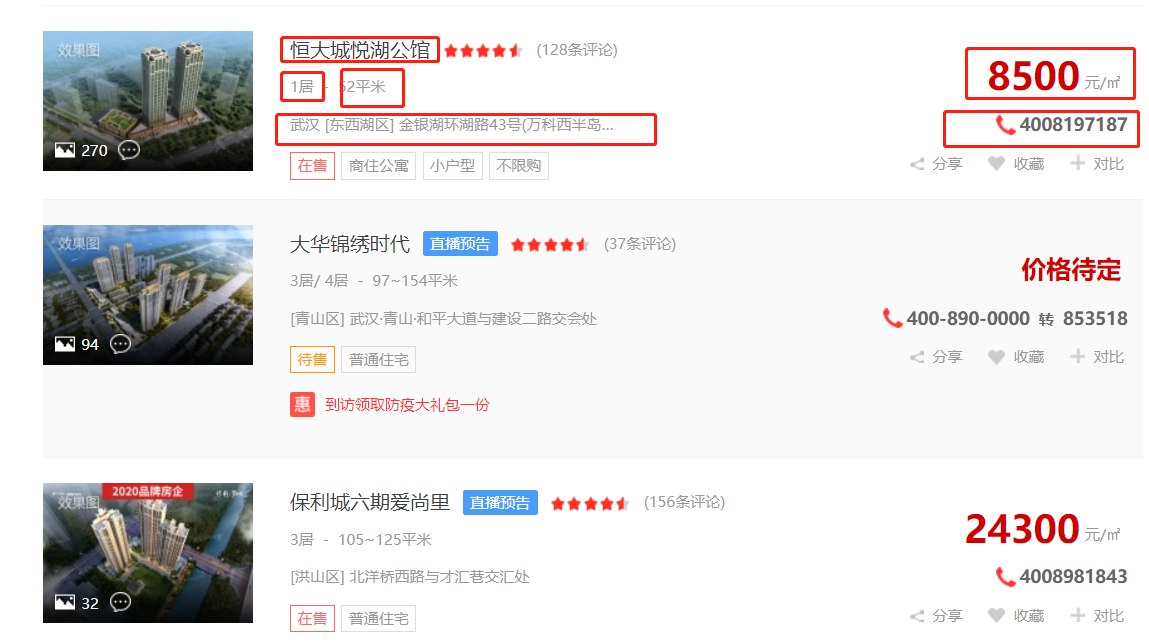 效果图
270
恒大城悦湖公馆 (128条评论)
1居 - 52平米
武汉 [东西湖区] 金银湖环湖路43号(万科西半岛...
在售 商住公寓 小户型 不限购
8500 元/㎡
4008197187
分享 收藏 对比
效果图
94
大华锦绣时代 直播预告 (37条评论)
3居/ 4居 - 97~154平米
[青山区] 武汉·青山·和平大道与建设二路交会处
待售 普通住宅
惠 到访领取防疫大礼包一份
价格待定
400-890-0000 转 853518
分享 收藏 对比
2020品牌房企
效果图
32
保利城六期爱尚里 直播预告 (156条评论)
3居 - 105~125平米
[洪山区] 北洋桥西路与才汇巷交汇处
在售 普通住宅
24300 元/㎡
4008981843
分享 收藏 对比